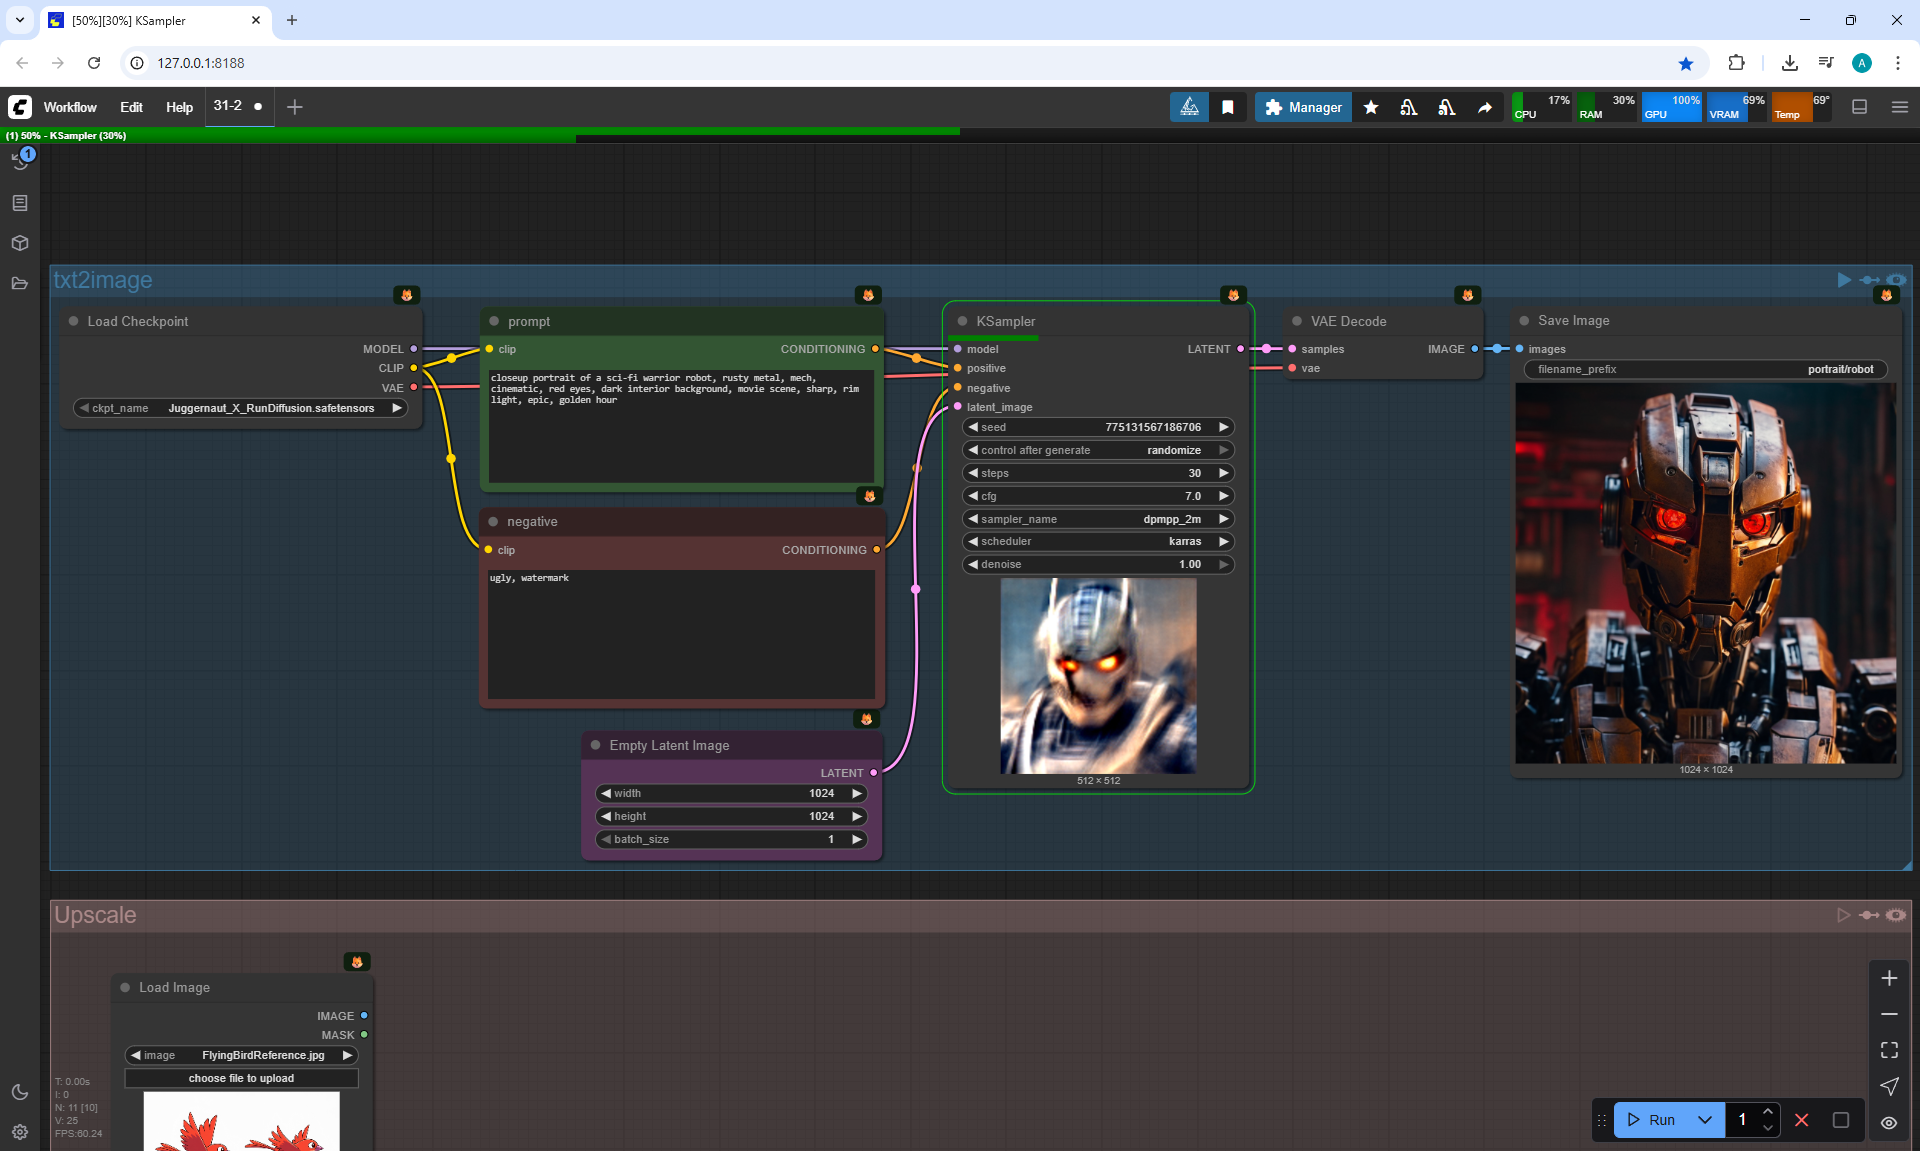 [50%][30%] KSampler
127.0.0.1:8188
A
Workflow Edit Help 31-2
Manager
CPU 17% RAM 30% GPU 100% VRAM 69% Temp 69°
(1) 50% - KSampler (30%)
1
txt2image
Load Checkpoint
MODEL
CLIP
VAE
ckpt_name Juggernaut_X_RunDiffusion.safetensors
prompt
clip CONDITIONING
closeup portrait of a sci-fi warrior robot, rusty metal, mech,
cinematic, red eyes, dark interior background, movie scene, sharp, rim
light, epic, golden hour
negative
clip CONDITIONING
ugly, watermark
Empty Latent Image
LATENT
width 1024
height 1024
batch_size 1
KSampler
model LATENT
positive
negative
latent_image
seed 775131567186706
control after generate randomize
steps 30
cfg 7.0
sampler_name dpmpp_2m
scheduler karras
denoise 1.00
512 × 512
VAE Decode
samples IMAGE
vae
Save Image
images
filename_prefix portrait/robot
1024 × 1024
Upscale
Load Image
IMAGE
MASK
image FlyingBirdReference.jpg
choose file to upload
T: 0.00s
I: 0
N: 11 [10]
V: 25
FPS:60.24
Run 1